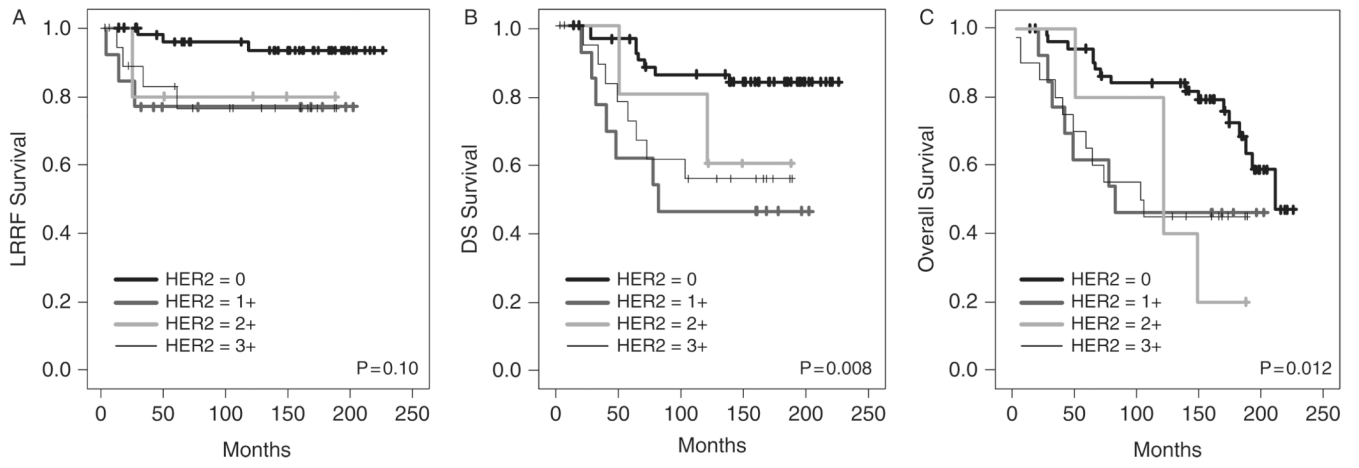 A
LRRF Survival
1.0
0.8
0.6
0.4
0.2
0.0
HER2 = 0
HER2 = 1+
HER2 = 2+
HER2 = 3+
P=0.10
0 50 100 150 200 250
Months
B
DS Survival
1.0
0.8
0.6
0.4
0.2
0.0
HER2 = 0
HER2 = 1+
HER2 = 2+
HER2 = 3+
P=0.008
0 50 100 150 200 250
Months
C
Overall Survival
1.0
0.8
0.6
0.4
0.2
0.0
HER2 = 0
HER2 = 1+
HER2 = 2+
HER2 = 3+
P=0.012
0 50 100 150 200 250
Months